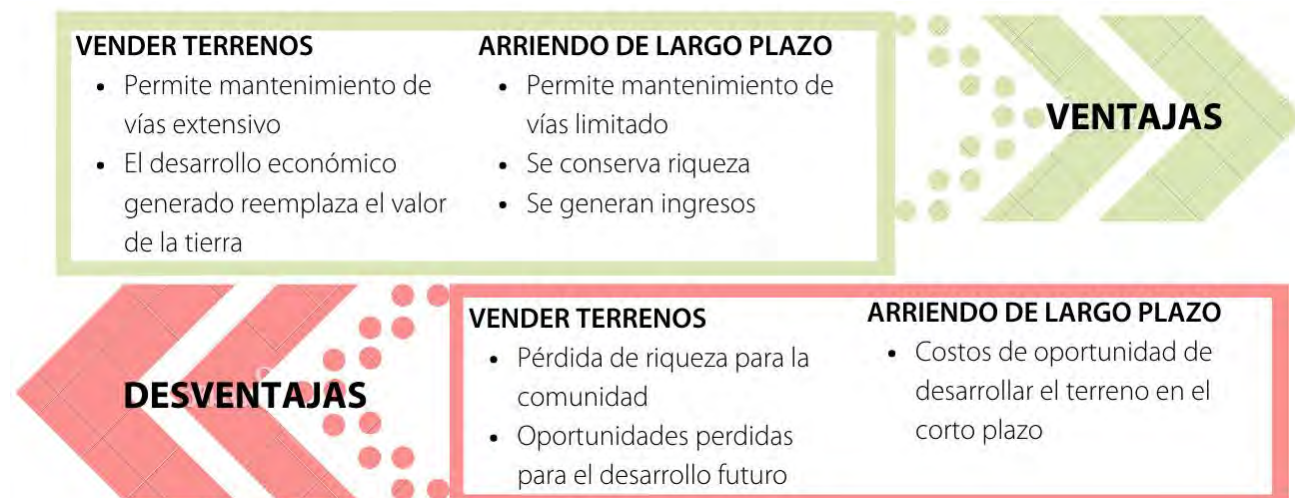 VENDER TERRENOS
• Permite mantenimiento de
vías extensivo
• El desarrollo económico
generado reemplaza el valor
de la tierra
ARRIENDO DE LARGO PLAZO
• Permite mantenimiento de
vías limitado
• Se conserva riqueza
• Se generan ingresos
VENTAJAS
DESVENTAJAS
VENDER TERRENOS
• Pérdida de riqueza para la
comunidad
• Oportunidades perdidas
para el desarrollo futuro
ARRIENDO DE LARGO PLAZO
• Costos de oportunidad de
desarrollar el terreno en el
corto plazo